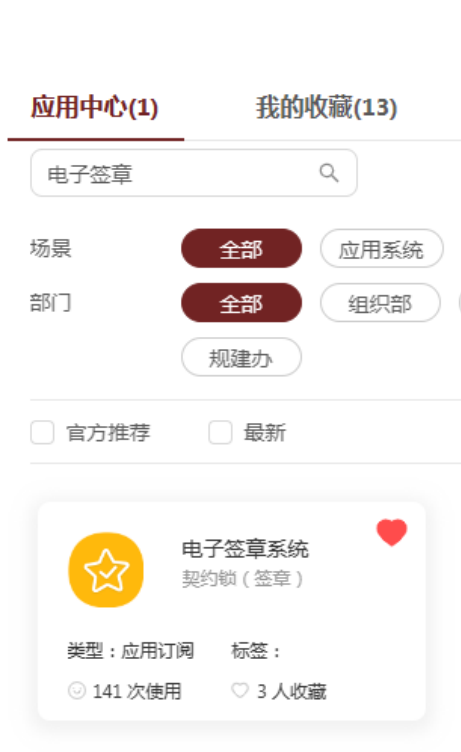 应用中心(1) 我的收藏(13)
电子签章
场景 全部 应用系统
部门 全部 组织部
规建办
官方推荐 最新
电子签章系统
契约锁（签章）
类型：应用订阅 标签：
141 次使用 3 人收藏